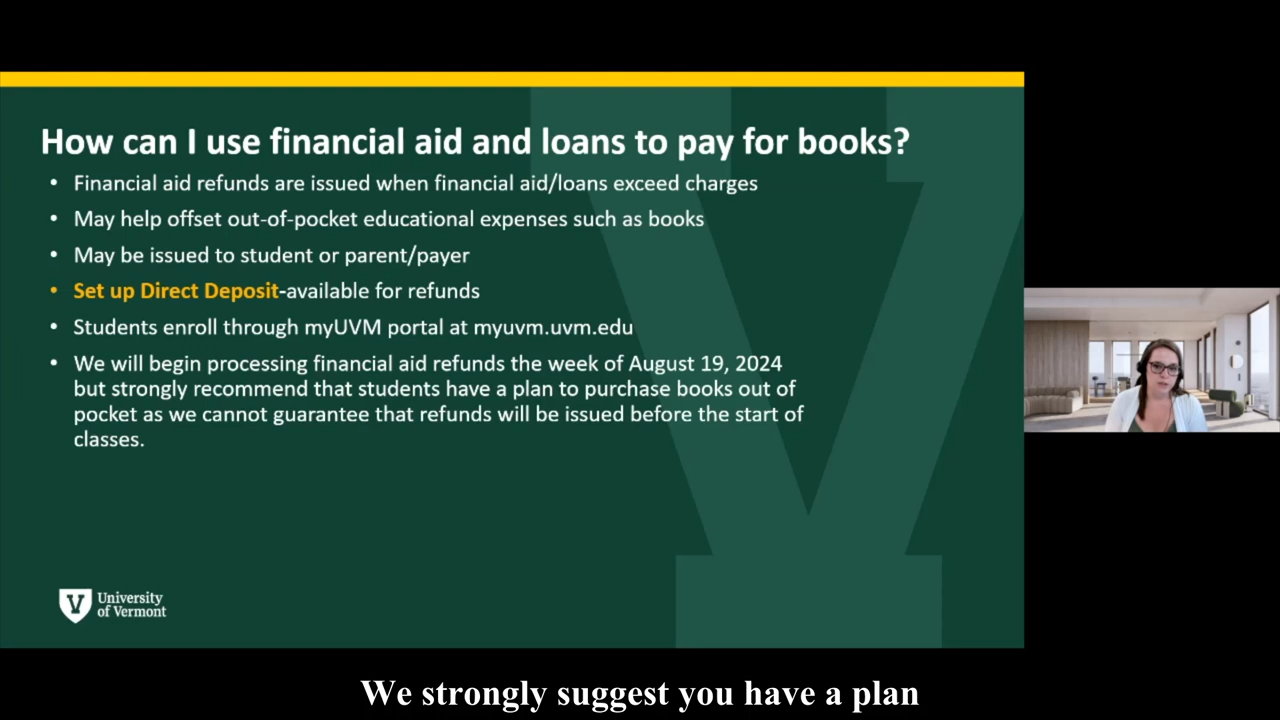 How can I use financial aid and loans to pay for books?
• Financial aid refunds are issued when financial aid/loans exceed charges
• May help offset out-of-pocket educational expenses such as books
• May be issued to student or parent/payer
• Set up Direct Deposit-available for refunds
• Students enroll through myUVM portal at myuvm.uvm.edu
• We will begin processing financial aid refunds the week of August 19, 2024
but strongly recommend that students have a plan to purchase books out of
pocket as we cannot guarantee that refunds will be issued before the start of
classes.
V University
of Vermont
We strongly suggest you have a plan